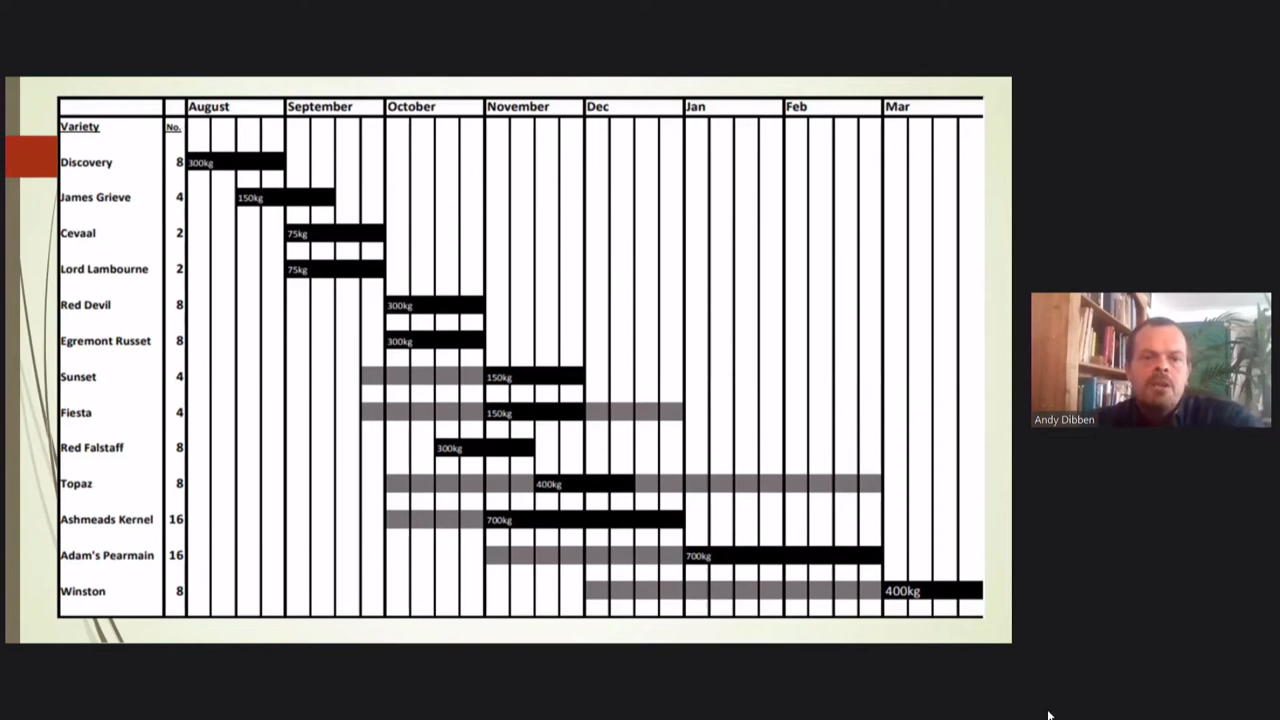 August September October November Dec Jan Feb Mar
Variety No.
Discovery 8 300kg
James Grieve 4 150kg
Cevaal 2 75kg
Lord Lambourne 2 75kg
Red Devil 8 300kg
Egremont Russet 8 300kg
Sunset 4 150kg
Fiesta 4 150kg
Andy Dibben
Red Falstaff 8 300kg
Topaz 8 400kg
Ashmeads Kernel 16 700kg
Adam's Pearmain 16 700kg
Winston 8 400kg